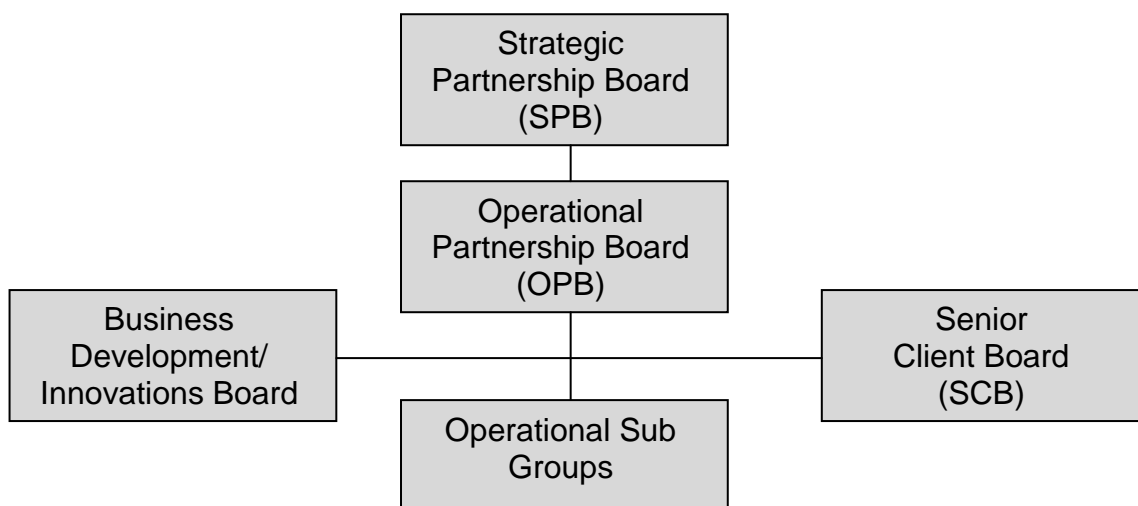 Strategic
Partnership Board
(SPB)
Operational
Partnership Board
(OPB)
Business
Development/
Innovations Board
Senior
Client Board
(SCB)
Operational Sub
Groups